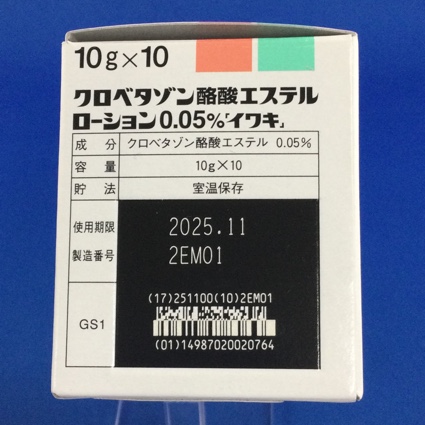 10g×10
クロベタゾン酪酸エステル
ローション0.05%「イワキ」
成分 クロベタゾン酪酸エステル 0.05%
容量 10g×10
貯法 室温保存
使用期限 2025.11
製造番号 2EM01
GS1
(17)251100(10)2EM01
(01)14987020020764